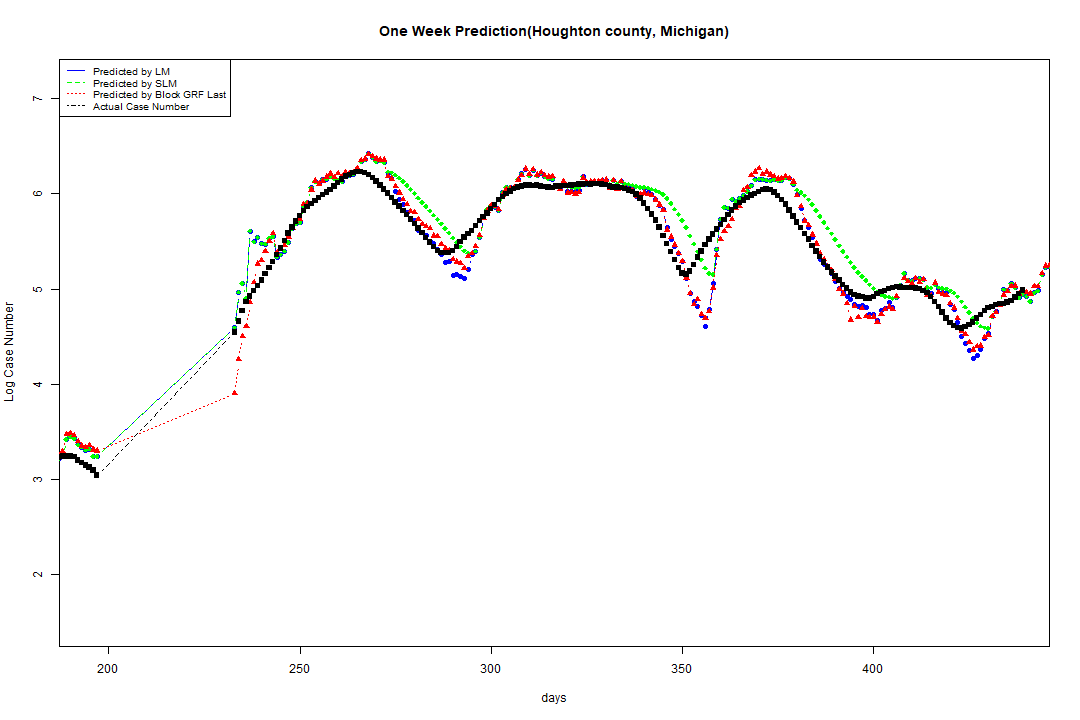 One Week Prediction(Houghton county, Michigan)
Predicted by LM
Predicted by SLM
Predicted by Block GRF Last
Actual Case Number
7
6
5
4
3
2
Log Case Number
200 250 300 350 400
days